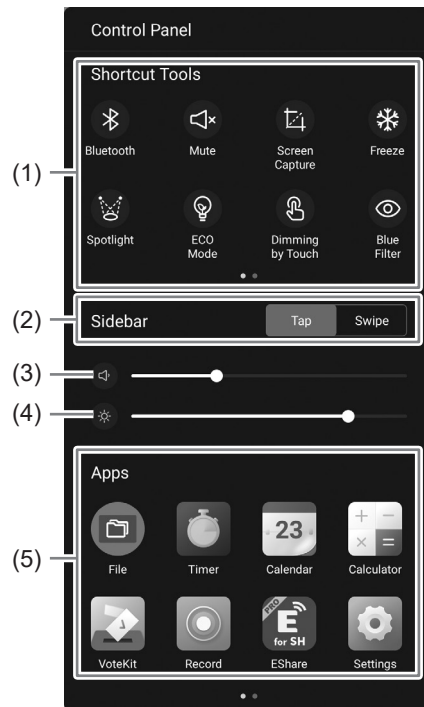 Control Panel
Shortcut Tools
Bluetooth
Mute
Screen
Capture
Freeze
(1)
Spotlight
ECO
Mode
Dimming
by Touch
Blue
Filter
(2)
Sidebar
Tap
Swipe
(3)
(4)
Apps
23
+ −
× =
(5)
File
Timer
Calendar
Calculator
PRO
E
for SH
VoteKit
Record
EShare
Settings